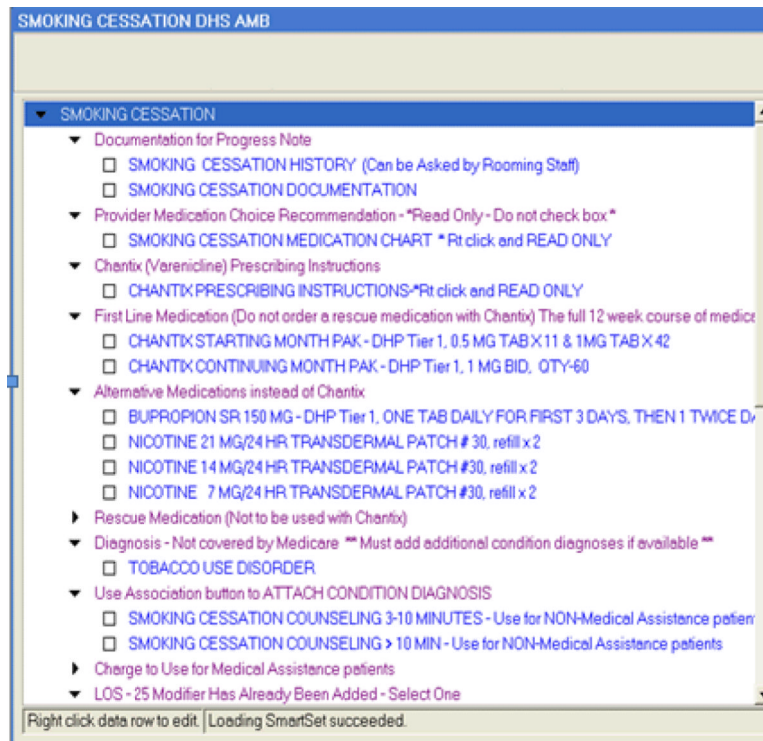 SMOKING CESSATION DHS AMB
SMOKING CESSATION
Documentation for Progress Note
SMOKING CESSATION HISTORY (Can be Asked by Rooming Staff)
SMOKING CESSATION DOCUMENTATION
Provider Medication Choice Recommendation - *Read Only - Do not check box *
SMOKING CESSATION MEDICATION CHART * Rt click and READ ONLY
Chantix (Varenicline) Prescribing Instructions
CHANTIX PRESCRIBING INSTRUCTIONS-*Rt click and READ ONLY
First Line Medication (Do not order a rescue medication with Chantix) The full 12 week course of medica
CHANTIX STARTING MONTH PAK - DHP Tier 1, 0.5 MG TAB X 11 & 1MG TAB X 42
CHANTIX CONTINUING MONTH PAK - DHP Tier 1, 1 MG BID, QTY-60
Alternative Medications instead of Chantix
BUPROPION SR 150 MG - DHP Tier 1, ONE TAB DAILY FOR FIRST 3 DAYS, THEN 1 TWICE DA
NICOTINE 21 MG/24 HR TRANSDERMAL PATCH # 30, refill x 2
NICOTINE 14 MG/24 HR TRANSDERMAL PATCH #30, refill x 2
NICOTINE 7 MG/24 HR TRANSDERMAL PATCH #30, refill x 2
Rescue Medication (Not to be used with Chantix)
Diagnosis - Not covered by Medicare ** Must add additional condition diagnoses if available **
TOBACCO USE DISORDER
Use Association button to ATTACH CONDITION DIAGNOSIS
SMOKING CESSATION COUNSELING 3-10 MINUTES - Use for NON-Medical Assistance patien
SMOKING CESSATION COUNSELING > 10 MIN - Use for NON-Medical Assistance patients
Charge to Use for Medical Assistance patients
LOS - 25 Modifier Has Already Been Added - Select One
Right click data row to edit. Loading SmartSet succeeded.